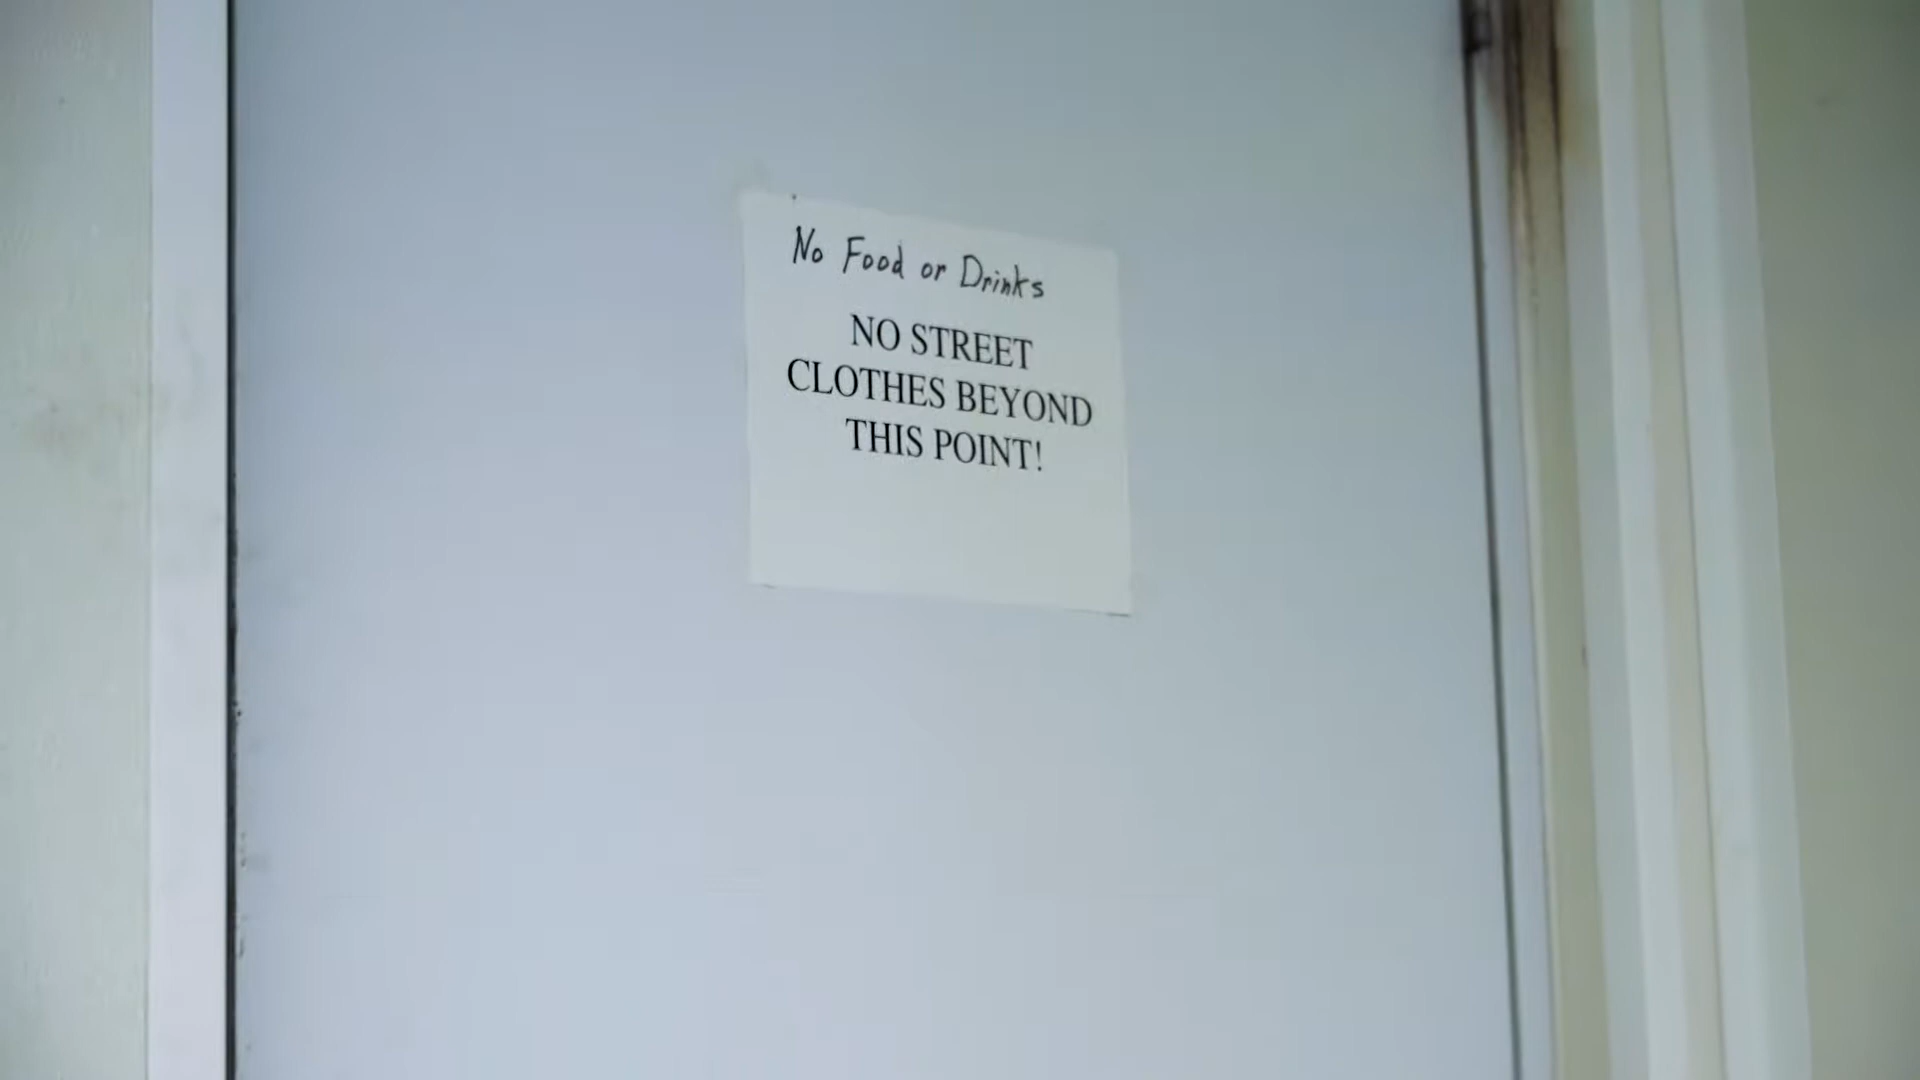 No Food or Drinks
NO STREET
CLOTHES BEYOND
THIS POINT!